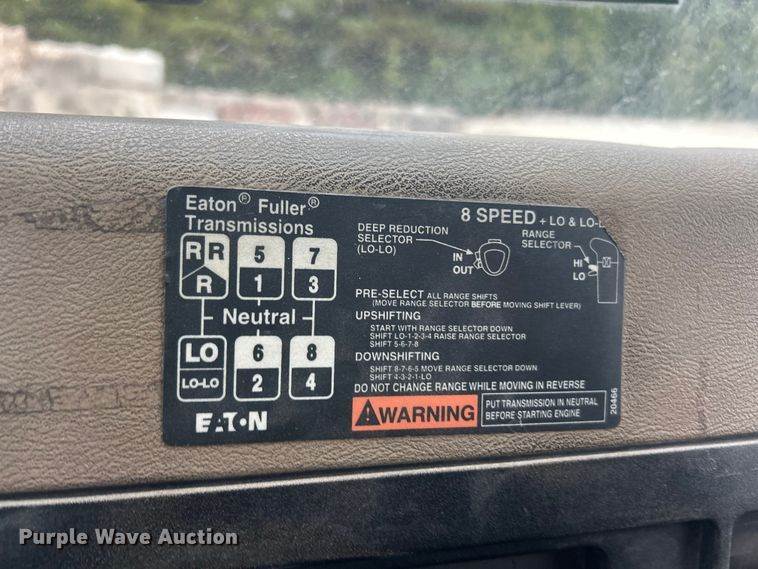 Eaton® Fuller®
Transmissions
8 SPEED + LO & LO-L
DEEP REDUCTION
SELECTOR
(LO-LO)
IN
OUT
RANGE
SELECTOR
HI
LO
R R 5 7
R 1 3
Neutral
LO 6 8
LO-LO 2 4
PRE-SELECT ALL RANGE SHIFTS
(MOVE RANGE SELECTOR BEFORE MOVING SHIFT LEVER)
UPSHIFTING
START WITH RANGE SELECTOR DOWN
SHIFT LO-1-2-3-4 RAISE RANGE SELECTOR
SHIFT 5-6-7-8
DOWNSHIFTING
SHIFT 8-7-6-5 MOVE RANGE SELECTOR DOWN
SHIFT 4-3-2-1-LO
DO NOT CHANGE RANGE WHILE MOVING IN REVERSE
WARNING
PUT TRANSMISSION IN NEUTRAL
BEFORE STARTING ENGINE
20466
EATON
Purple Wave Auction